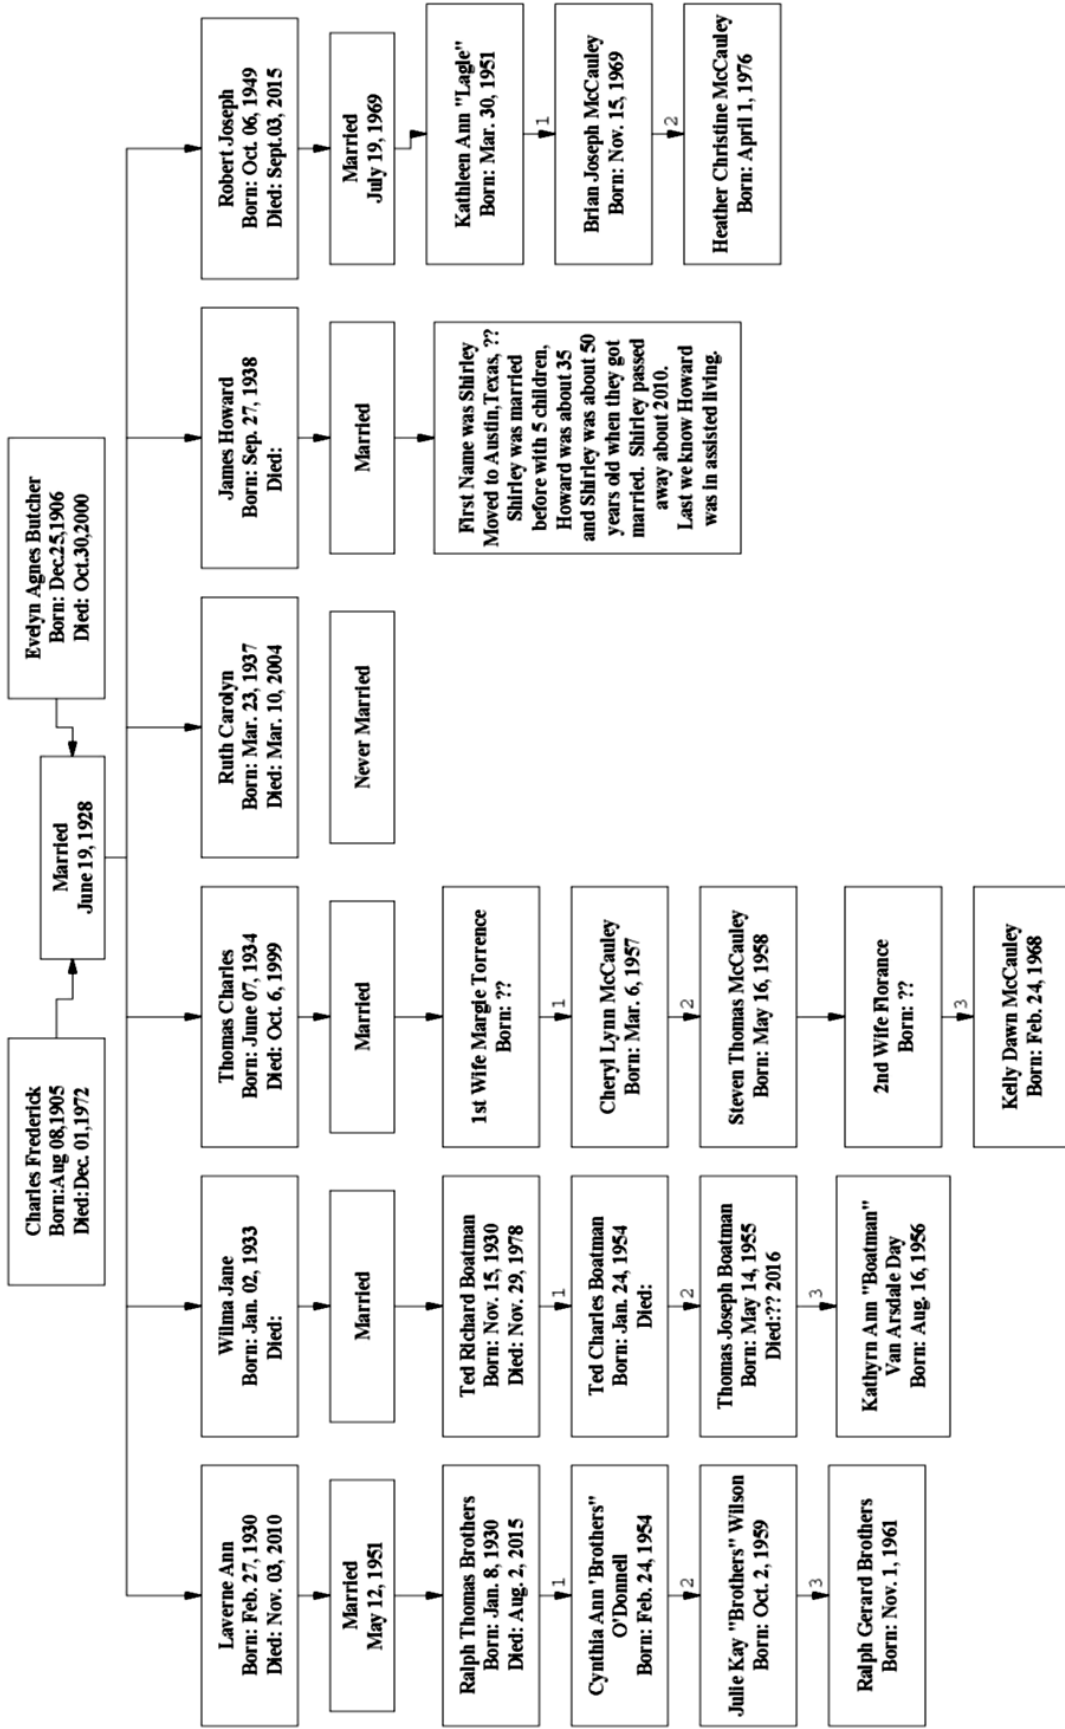 Charles Frederick
Born:Aug 08,1905
Died:Dec. 01,1972
Married
June 19, 1928
Evelyn Agnes Butcher
Born: Dec.25,1906
Died: Oct.30,2000
Laverne Ann
Born: Feb. 27, 1930
Died: Nov. 03, 2010
Married
May 12, 1951
Ralph Thomas Brothers
Born: Jan. 8, 1930
Died: Aug. 2, 2015
1
Cynthia Ann 'Brothers"
O'Donnell
Born: Feb. 24, 1954
2
Julie Kay "Brothers" Wilson
Born: Oct. 2, 1959
3
Ralph Gerard Brothers
Born: Nov. 1, 1961
Wilma Jane
Born: Jan. 02, 1933
Died:
Married
Ted Richard Boatman
Born: Nov. 15, 1930
Died: Nov. 29, 1978
1
Ted Charles Boatman
Born: Jan. 24, 1954
Died:
2
Thomas Joseph Boatman
Born: May 14, 1955
Died:?? 2016
3
Kathyrn Ann "Boatman"
Van Arsdale Day
Born: Aug. 16, 1956
Thomas Charles
Born: June 07, 1934
Died: Oct. 6, 1999
Married
1st Wife Margie Torrence
Born: ??
1
Cheryl Lynn McCauley
Born: Mar. 6, 1957
2
Steven Thomas McCauley
Born: May 16, 1958
2nd Wife Florance
Born: ??
3
Kelly Dawn McCauley
Born: Feb. 24, 1968
Ruth Carolyn
Born: Mar. 23, 1937
Died: Mar. 10, 2004
Never Married
James Howard
Born: Sep. 27, 1938
Died:
Married
First Name was Shirley
Moved to Austin,Texas, ??
Shirley was married
before with 5 children,
Howard was about 35
and Shirley was about 50
years old when they got
married. Shirley passed
away about 2010.
Last we know Howard
was in assisted living.
Robert Joseph
Born: Oct. 06, 1949
Died: Sept.03, 2015
Married
July 19, 1969
Kathleen Ann "Lagle"
Born: Mar. 30, 1951
1
Brian Joseph McCauley
Born: Nov. 15, 1969
2
Heather Christine McCauley
Born: April 1, 1976